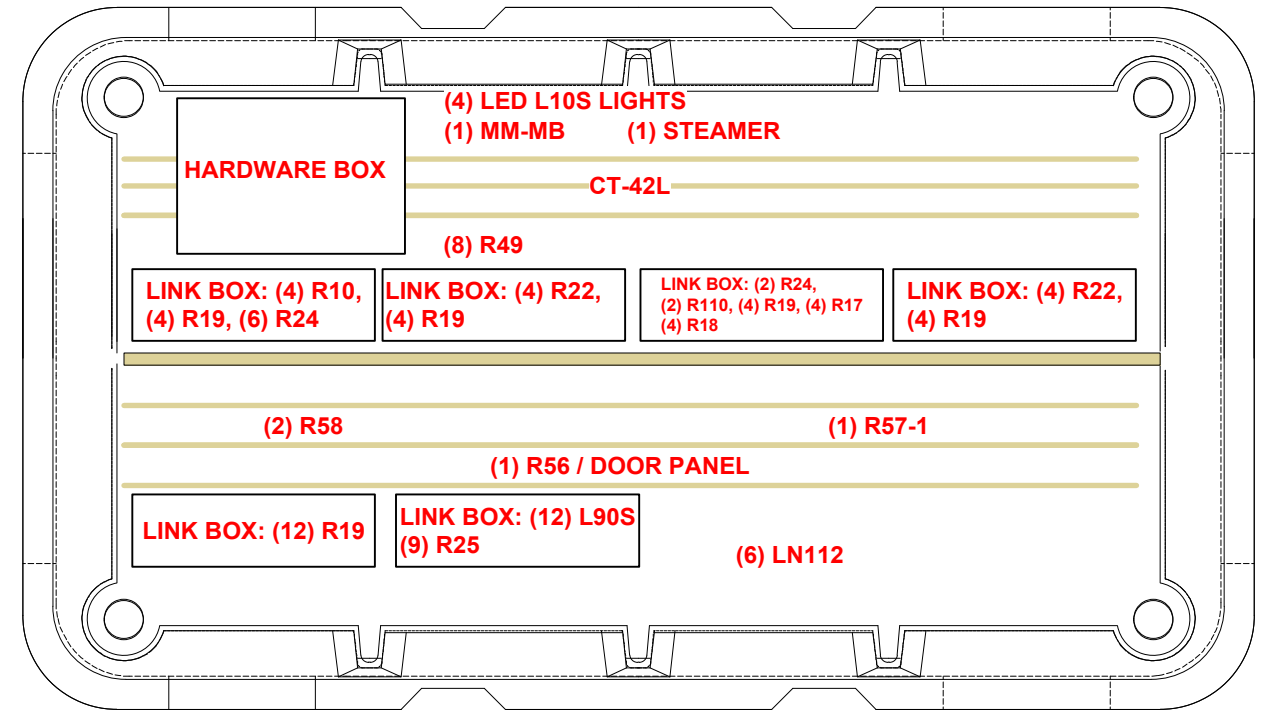 (4) LED L10S LIGHTS
(1) MM-MB (1) STEAMER
HARDWARE BOX
CT-42L
(8) R49
LINK BOX: (4) R10,
(4) R19, (6) R24
LINK BOX: (4) R22,
(4) R19
LINK BOX: (2) R24,
(2) R110, (4) R19, (4) R17
(4) R18
LINK BOX: (4) R22,
(4) R19
(2) R58
(1) R57-1
(1) R56 / DOOR PANEL
LINK BOX: (12) R19
LINK BOX: (12) L90S
(9) R25
(6) LN112